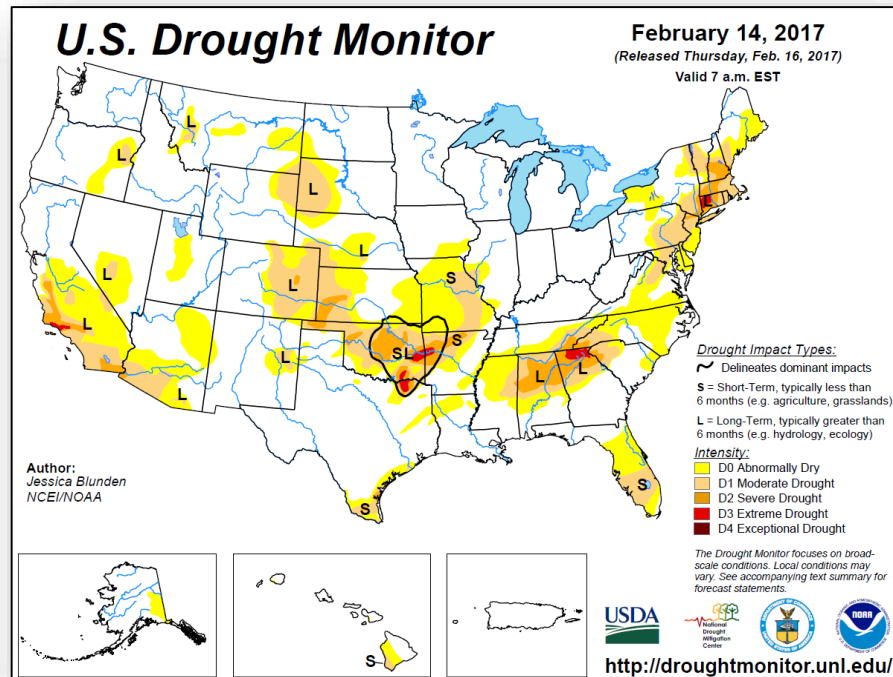 U.S. Drought Monitor
February 14, 2017
(Released Thursday, Feb. 16, 2017)
Valid 7 a.m. EST
L
L
L
L
L
L
L
L
L
S
S
SL
L
L
L
S
S
S
Author:
Jessica Blunden
NCEI/NOAA
Drought Impact Types:
Delineates dominant impacts
S = Short-Term, typically less than
6 months (e.g. agriculture, grasslands)
L = Long-Term, typically greater than
6 months (e.g. hydrology, ecology)
Intensity:
D0 Abnormally Dry
D1 Moderate Drought
D2 Severe Drought
D3 Extreme Drought
D4 Exceptional Drought
The Drought Monitor focuses on broad-
scale conditions. Local conditions may
vary. See accompanying text summary for
forecast statements.
USDA
National
Drought
Mitigation
Center
NOAA
http://droughtmonitor.unl.edu/